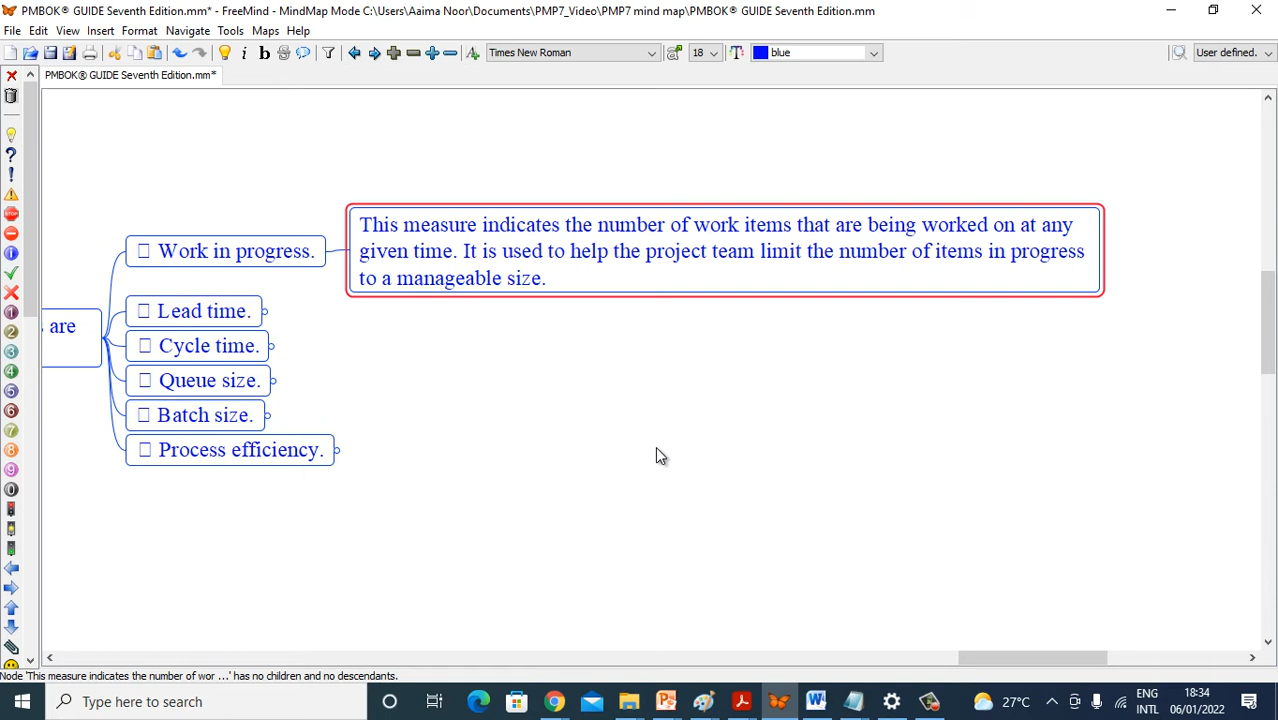 PMBOK® GUIDE Seventh Edition.mm* - FreeMind - MindMap Mode C:\Users\Aaima Noor\Documents\PMP7_Video\PMP7 mind map\PMBOK® GUIDE Seventh Edition.mm
File Edit View Insert Format Navigate Tools Maps Help
Times New Roman 18 blue User defined.
PMBOK® GUIDE Seventh Edition.mm*
This measure indicates the number of work items that are being worked on at any
given time. It is used to help the project team limit the number of items in progress
to a manageable size.
Work in progress.
Lead time.
are
Cycle time.
Queue size.
Batch size.
Process efficiency.
Node 'This measure indicates the number of wor ...' has no children and no descendants.
Type here to search
27°C
ENG
INTL
18:34
06/01/2022